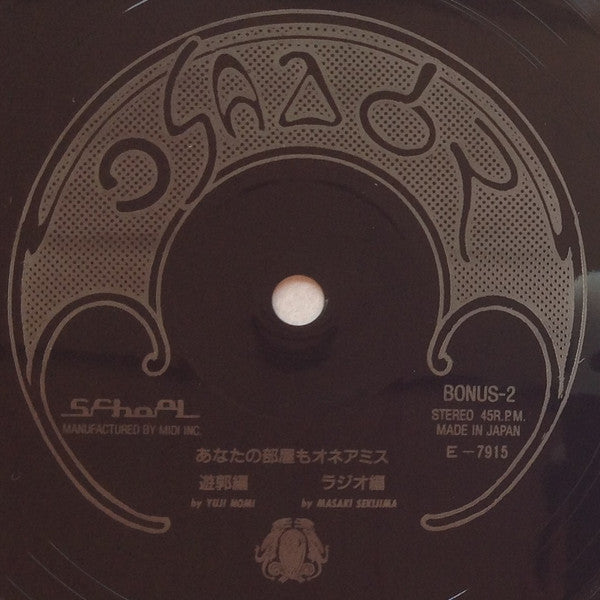 School
MANUFACTURED BY MIDI INC.
BONUS-2
STEREO 45R.P.M.
MADE IN JAPAN
E-7915
あなたの部屋もオネアミス
遊郭編 ラジオ編
by YUJI NOMI by MASAKI SEKIJIMA